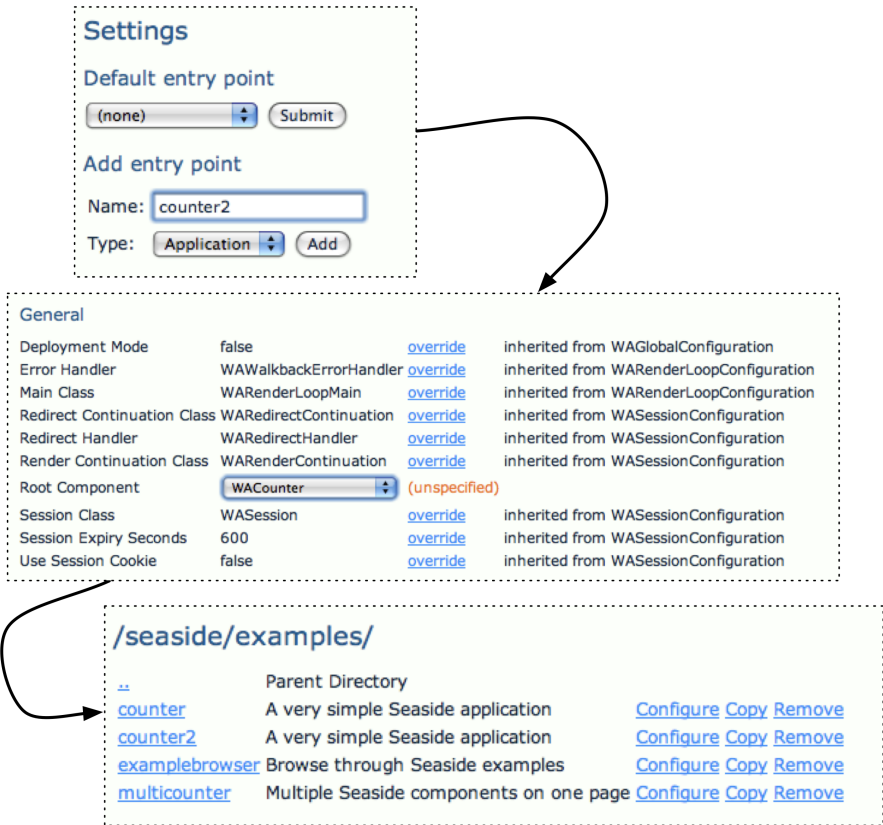 Settings
Default entry point
(none) Submit
Add entry point
Name: counter2
Type: Application Add
General
Deployment Mode false override inherited from WAGlobalConfiguration
Error Handler WAWalkbackErrorHandler override inherited from WARenderLoopConfiguration
Main Class WARenderLoopMain override inherited from WARenderLoopConfiguration
Redirect Continuation Class WARedirectContinuation override inherited from WASessionConfiguration
Redirect Handler WARedirectHandler override inherited from WASessionConfiguration
Render Continuation Class WARenderContinuation override inherited from WASessionConfiguration
Root Component WACounter (unspecified)
Session Class WASession override inherited from WASessionConfiguration
Session Expiry Seconds 600 override inherited from WASessionConfiguration
Use Session Cookie false override inherited from WASessionConfiguration
/seaside/examples/
.. Parent Directory
counter A very simple Seaside application Configure Copy Remove
counter2 A very simple Seaside application Configure Copy Remove
examplebrowser Browse through Seaside examples Configure Copy Remove
multicounter Multiple Seaside components on one page Configure Copy Remove